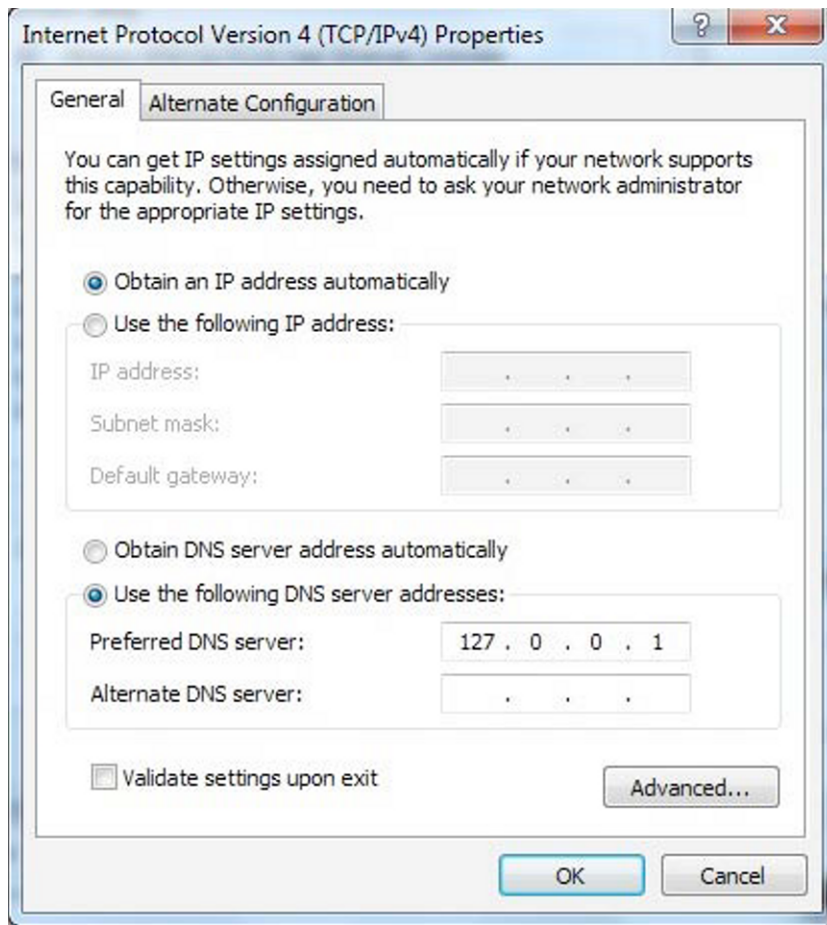 Internet Protocol Version 4 (TCP/IPv4) Properties
General
Alternate Configuration
You can get IP settings assigned automatically if your network supports
this capability. Otherwise, you need to ask your network administrator
for the appropriate IP settings.
Obtain an IP address automatically
Use the following IP address:
IP address:
Subnet mask:
Default gateway:
Obtain DNS server address automatically
Use the following DNS server addresses:
Preferred DNS server: 127 . 0 . 0 . 1
Alternate DNS server:
Validate settings upon exit
Advanced...
OK
Cancel